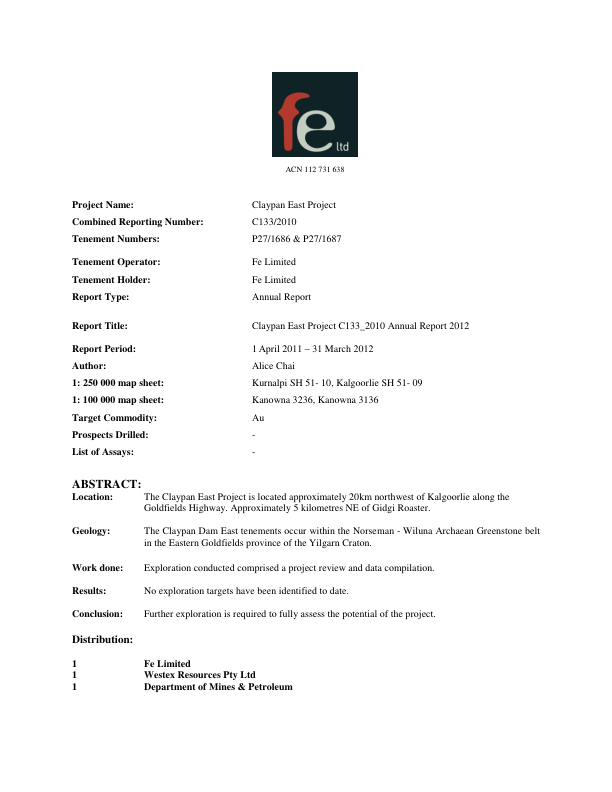 fe ltd
ACN 112 731 638
Project Name: Claypan East Project
Combined Reporting Number: C133/2010
Tenement Numbers: P27/1686 & P27/1687
Tenement Operator: Fe Limited
Tenement Holder: Fe Limited
Report Type: Annual Report
Report Title: Claypan East Project C133_2010 Annual Report 2012
Report Period: 1 April 2011 – 31 March 2012
Author: Alice Chai
1: 250 000 map sheet: Kurnalpi SH 51- 10, Kalgoorlie SH 51- 09
1: 100 000 map sheet: Kanowna 3236, Kanowna 3136
Target Commodity: Au
Prospects Drilled: -
List of Assays: -
ABSTRACT:
Location: The Claypan East Project is located approximately 20km northwest of Kalgoorlie along the
Goldfields Highway. Approximately 5 kilometres NE of Gidgi Roaster.
Geology: The Claypan Dam East tenements occur within the Norseman - Wiluna Archaean Greenstone belt
in the Eastern Goldfields province of the Yilgarn Craton.
Work done: Exploration conducted comprised a project review and data compilation.
Results: No exploration targets have been identified to date.
Conclusion: Further exploration is required to fully assess the potential of the project.
Distribution:
1 Fe Limited
1 Westex Resources Pty Ltd
1 Department of Mines & Petroleum